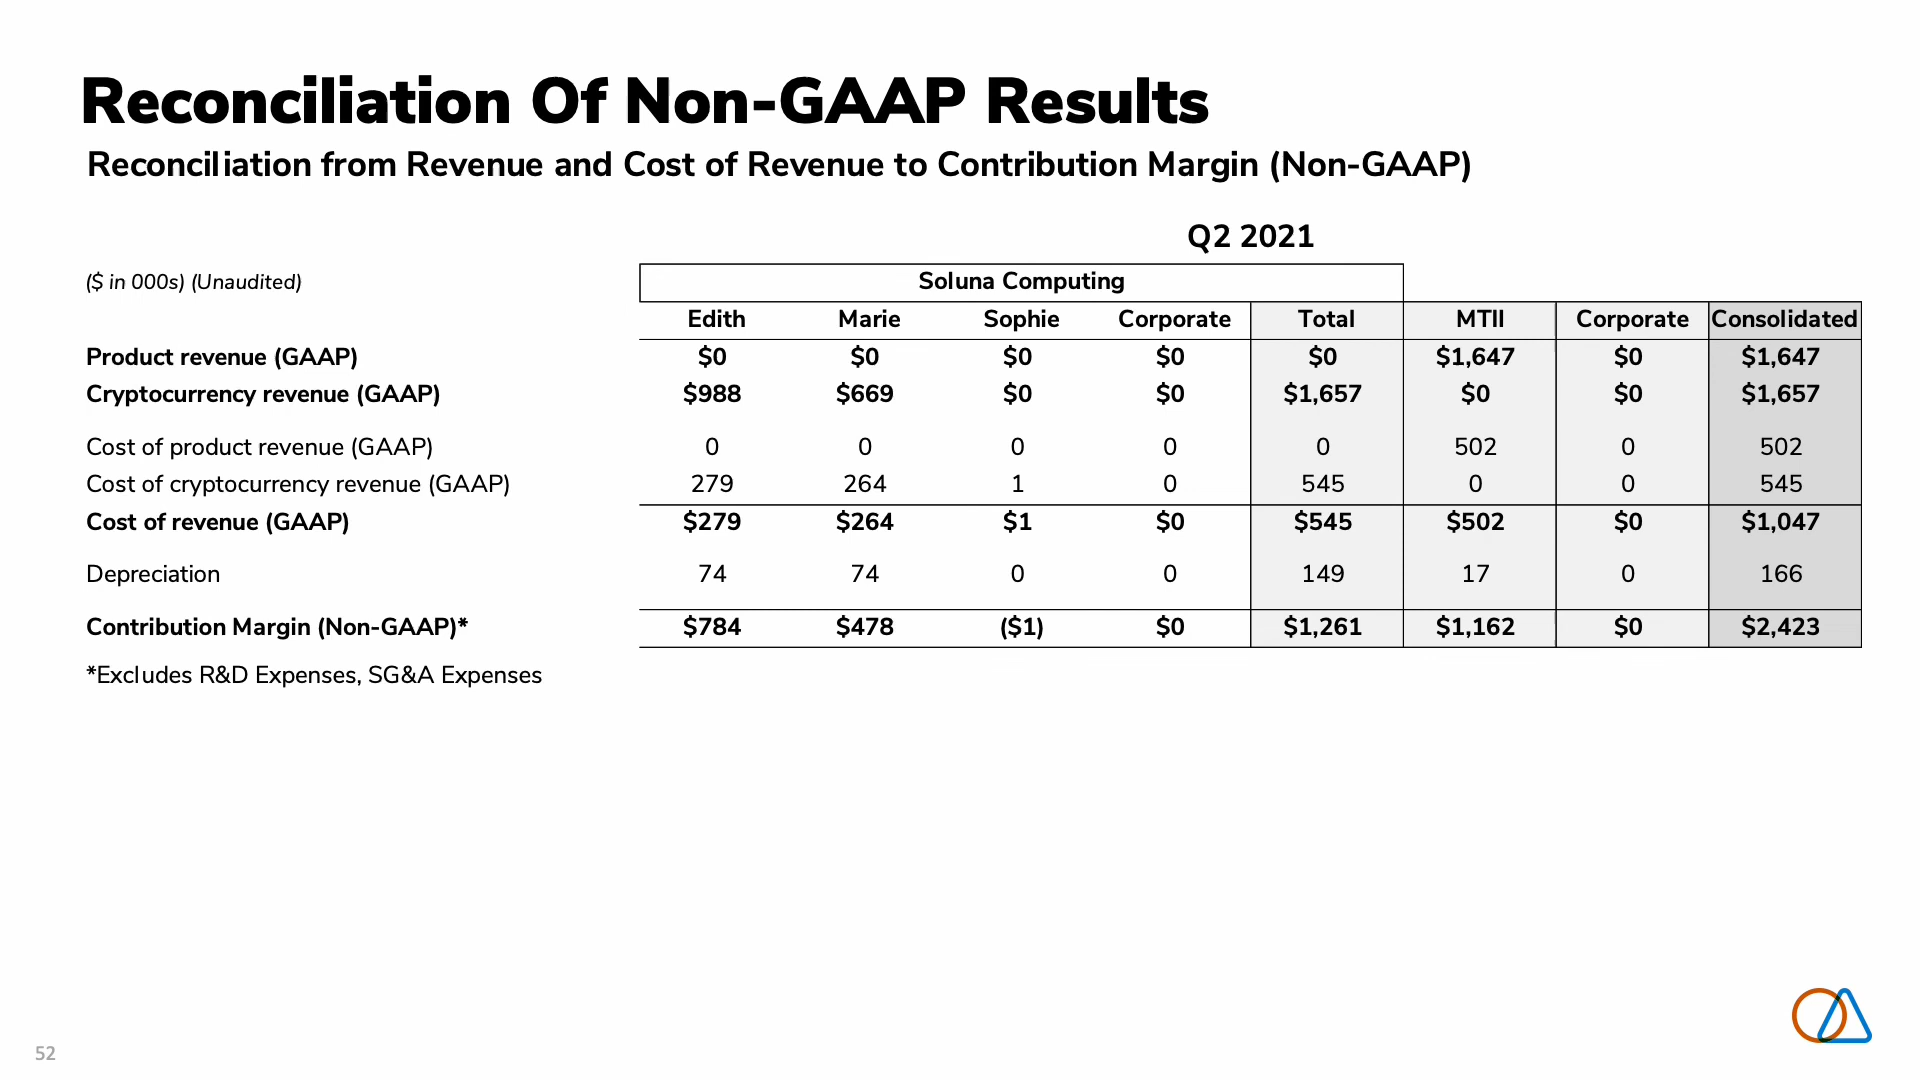 Reconciliation Of Non-GAAP Results
Reconciliation from Revenue and Cost of Revenue to Contribution Margin (Non-GAAP)
Q2 2021
($ in 000s) (Unaudited) Soluna Computing
Edith Marie Sophie Corporate Total MTII Corporate Consolidated
Product revenue (GAAP) $0 $0 $0 $0 $0 $1,647 $0 $1,647
Cryptocurrency revenue (GAAP) $988 $669 $0 $0 $1,657 $0 $0 $1,657
Cost of product revenue (GAAP) 0 0 0 0 0 502 0 502
Cost of cryptocurrency revenue (GAAP) 279 264 1 0 545 0 0 545
Cost of revenue (GAAP) $279 $264 $1 $0 $545 $502 $0 $1,047
Depreciation 74 74 0 0 149 17 0 166
Contribution Margin (Non-GAAP)* $784 $478 ($1) $0 $1,261 $1,162 $0 $2,423
*Excludes R&D Expenses, SG&A Expenses
52